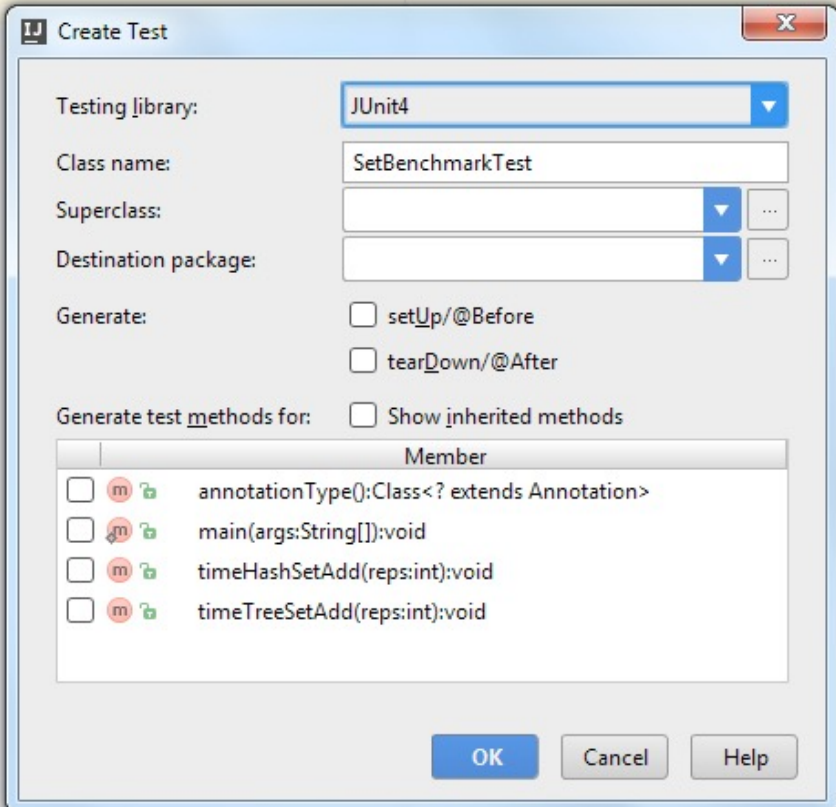 IJ Create Test
Testing library: JUnit4
Class name: SetBenchmarkTest
Superclass: ...
Destination package: ...
Generate: setUp/@Before
tearDown/@After
Generate test methods for: Show inherited methods
Member
m annotationType():Class<? extends Annotation>
m main(args:String[]):void
m timeHashSetAdd(reps:int):void
m timeTreeSetAdd(reps:int):void
OK Cancel Help